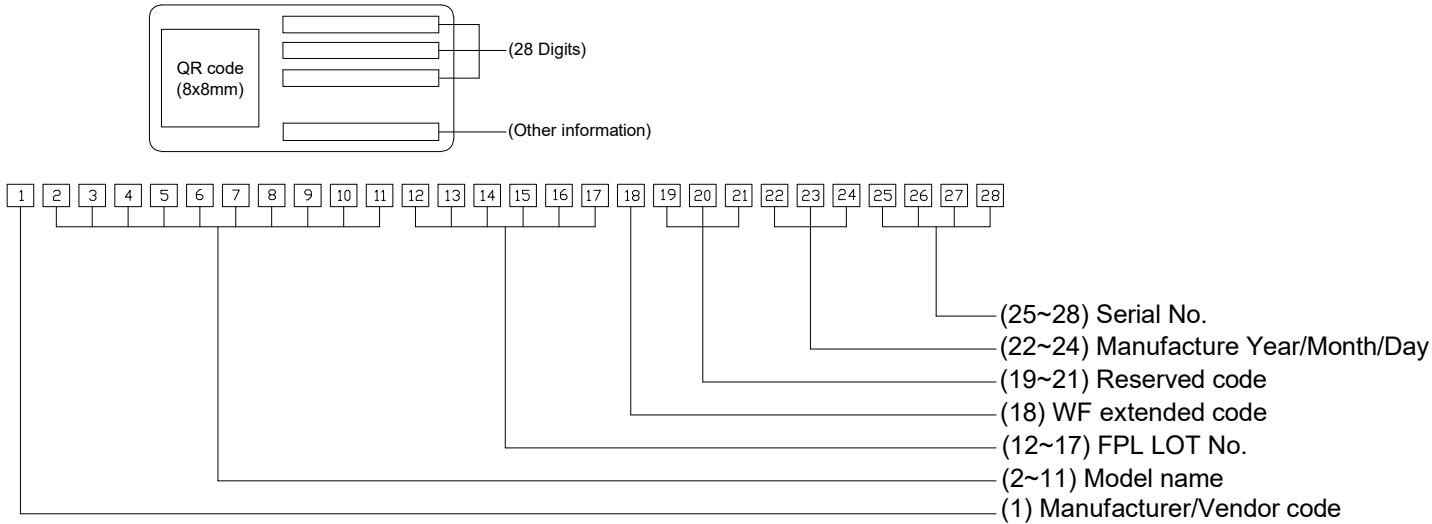 QR code
(8x8mm)
(28 Digits)
(Other information)
1 2 3 4 5 6 7 8 9 10 11 12 13 14 15 16 17 18 19 20 21 22 23 24 25 26 27 28
(25~28) Serial No.
(22~24) Manufacture Year/Month/Day
(19~21) Reserved code
(18) WF extended code
(12~17) FPL LOT No.
(2~11) Model name
(1) Manufacturer/Vendor code